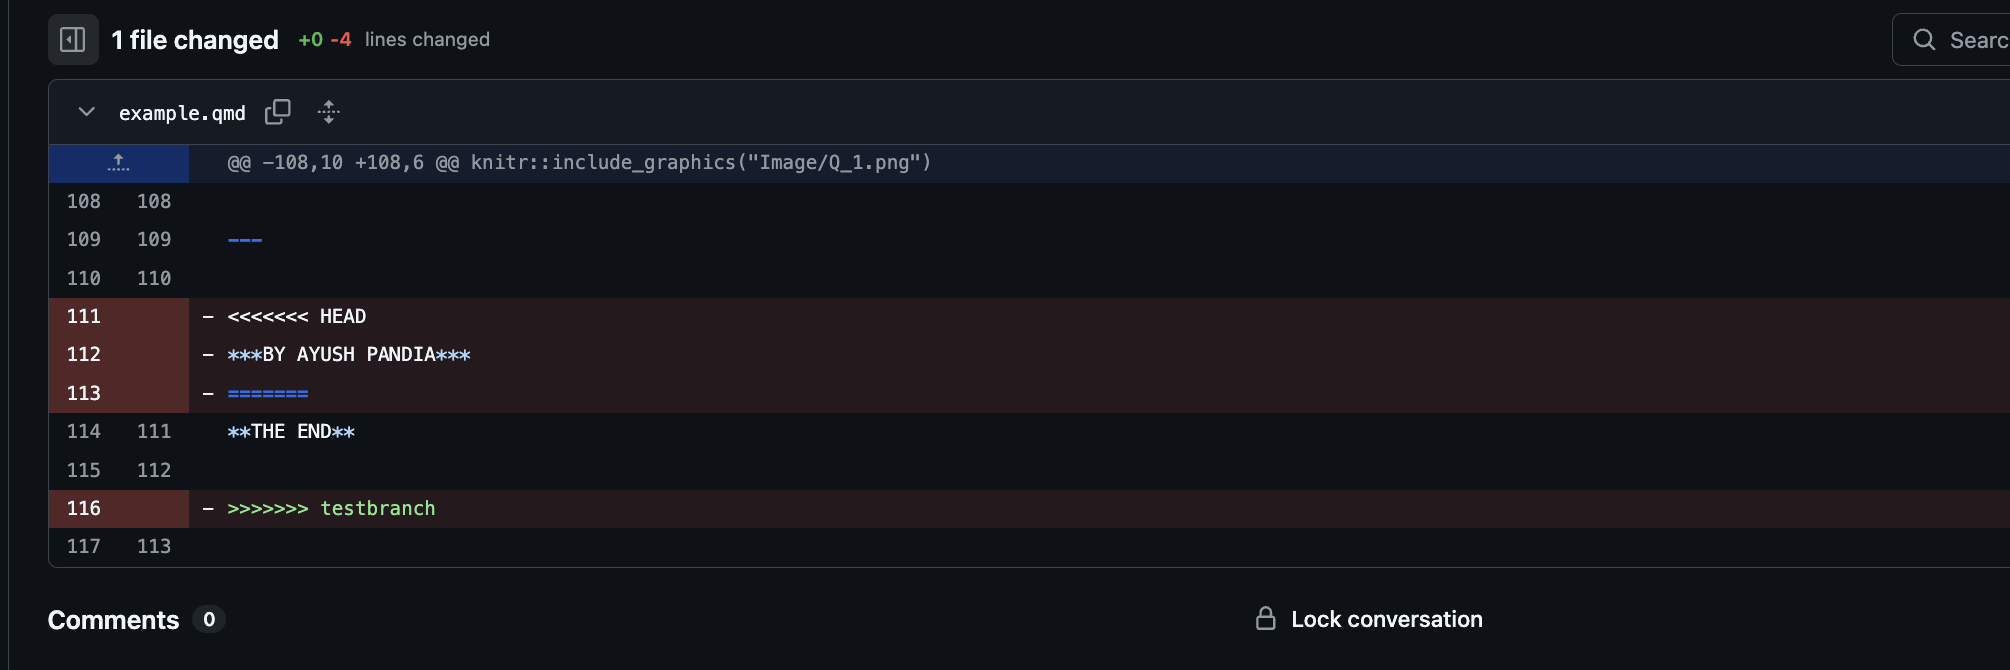 1 file changed +0 -4 lines changed
Searc
example.qmd
@@ -108,10 +108,6 @@ knitr::include_graphics("Image/Q_1.png")
108 108
109 109 ---
110 110
111 - <<<<<<< HEAD
112 - ***BY AYUSH PANDIA***
113 - =======
114 111 **THE END**
115 112
116 - >>>>>>> testbranch
117 113
Comments 0
Lock conversation